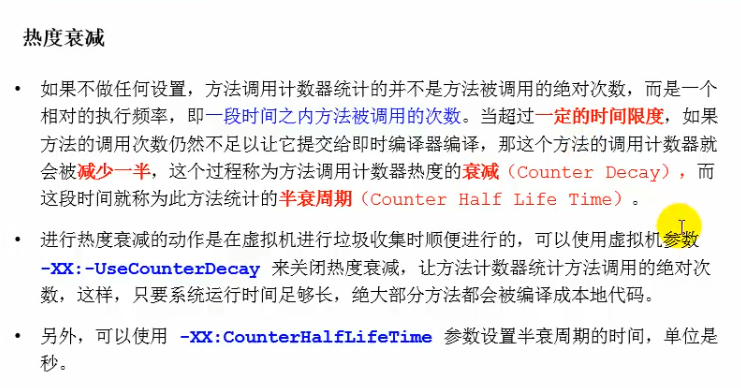 热度衰减
• 如果不做任何设置，方法调用计数器统计的并不是方法被调用的绝对次数，而是一个
相对的执行频率，即一段时间之内方法被调用的次数。当超过一定的时间限度，如果
方法的调用次数仍然不足以让它提交给即时编译器编译，那这个方法的调用计数器就
会被减少一半，这个过程称为方法调用计数器热度的衰减（Counter Decay），而
这段时间就称为此方法统计的半衰周期（Counter Half Life Time）。
• 进行热度衰减的动作是在虚拟机进行垃圾收集时顺便进行的，可以使用虚拟机参数
-XX:-UseCounterDecay 来关闭热度衰减，让方法计数器统计方法调用的绝对次
数，这样，只要系统运行时间足够长，绝大部分方法都会被编译成本地代码。
• 另外，可以使用 -XX:CounterHalfLifeTime 参数设置半衰周期的时间，单位是
秒。